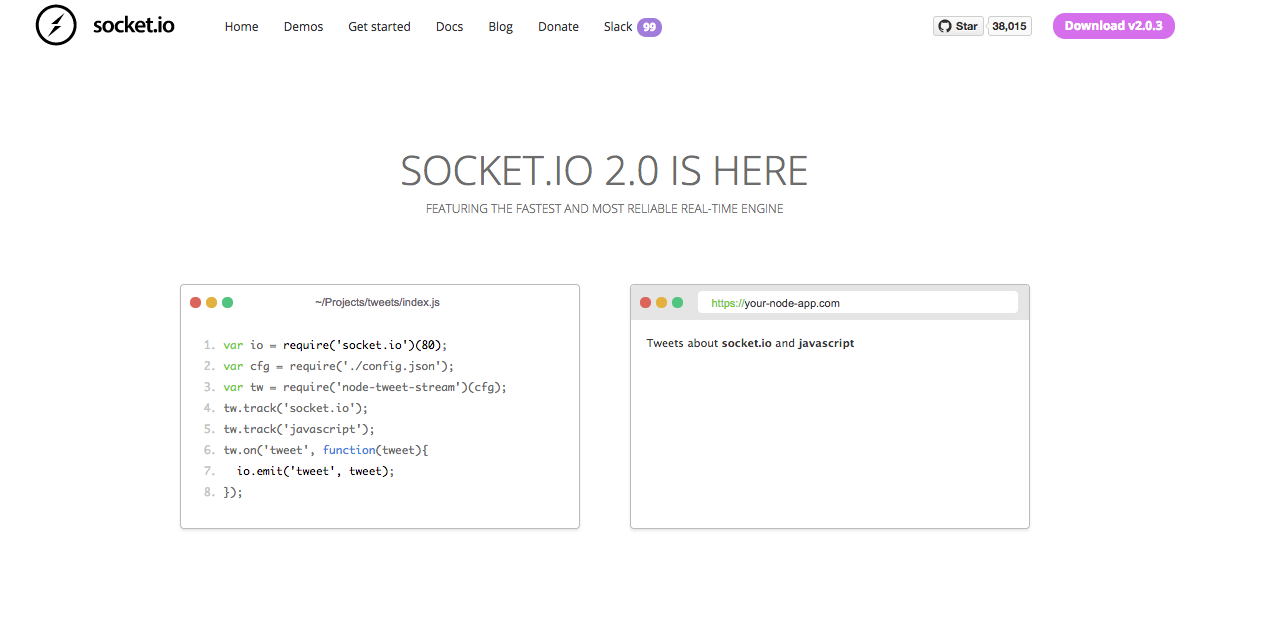 socket.io Home Demos Get started Docs Blog Donate Slack 99 Star 38,015 Download v2.0.3
SOCKET.IO 2.0 IS HERE
FEATURING THE FASTEST AND MOST RELIABLE REAL-TIME ENGINE
~/Projects/tweets/index.js
1. var io = require('socket.io')(80);
2. var cfg = require('./config.json');
3. var tw = require('node-tweet-stream')(cfg);
4. tw.track('socket.io');
5. tw.track('javascript');
6. tw.on('tweet', function(tweet){
7. io.emit('tweet', tweet);
8. });
https://your-node-app.com
Tweets about socket.io and javascript